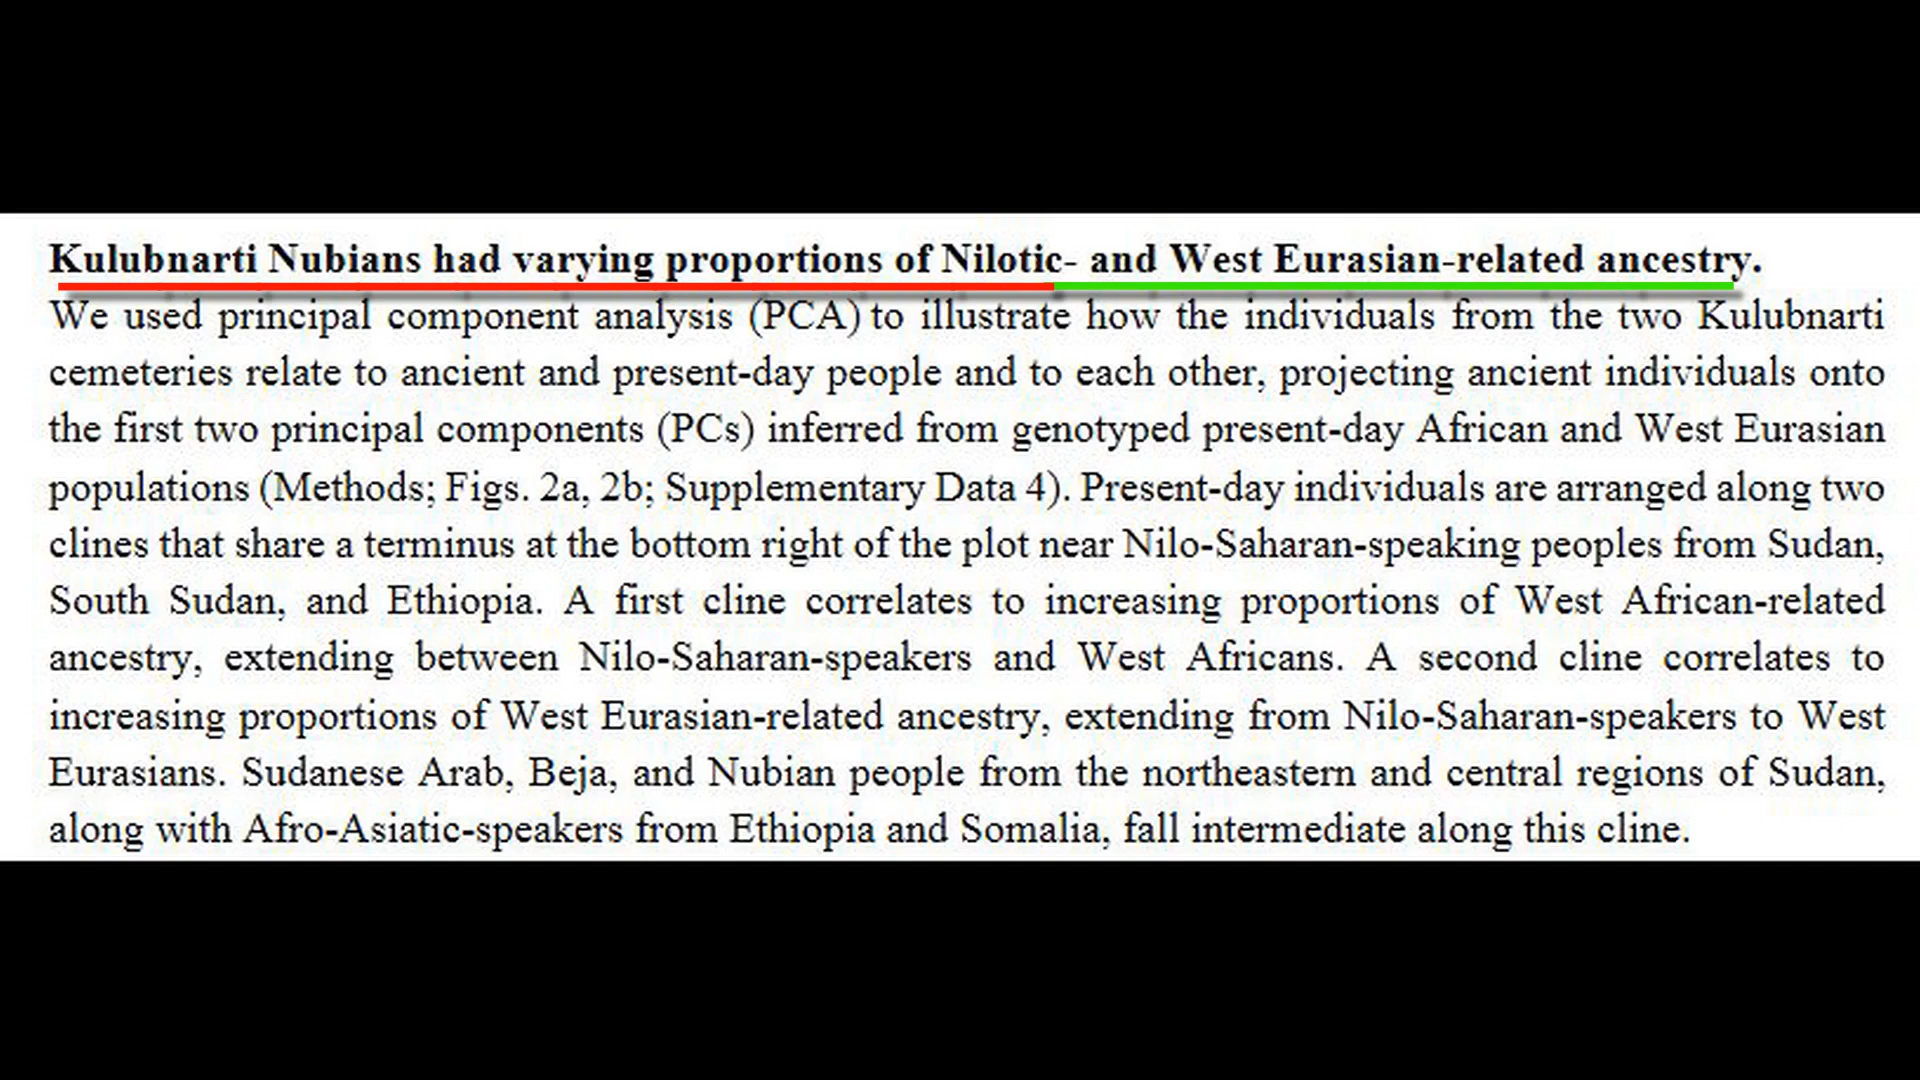 Kulubnarti Nubians had varying proportions of Nilotic- and West Eurasian-related ancestry.
We used principal component analysis (PCA) to illustrate how the individuals from the two Kulubnarti
cemeteries relate to ancient and present-day people and to each other, projecting ancient individuals onto
the first two principal components (PCs) inferred from genotyped present-day African and West Eurasian
populations (Methods; Figs. 2a, 2b; Supplementary Data 4). Present-day individuals are arranged along two
clines that share a terminus at the bottom right of the plot near Nilo-Saharan-speaking peoples from Sudan,
South Sudan, and Ethiopia. A first cline correlates to increasing proportions of West African-related
ancestry, extending between Nilo-Saharan-speakers and West Africans. A second cline correlates to
increasing proportions of West Eurasian-related ancestry, extending from Nilo-Saharan-speakers to West
Eurasians. Sudanese Arab, Beja, and Nubian people from the northeastern and central regions of Sudan,
along with Afro-Asiatic-speakers from Ethiopia and Somalia, fall intermediate along this cline.